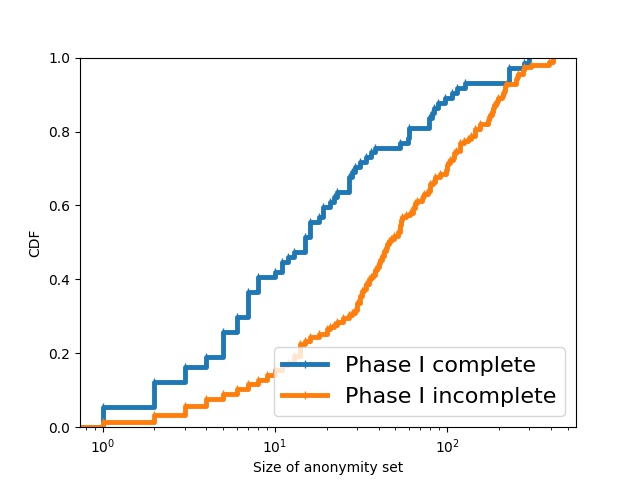 1.0
0.8
0.6
0.4
0.2
0.0
CDF
10⁰
10¹
10²
Size of anonymity set
Phase I complete
Phase I incomplete